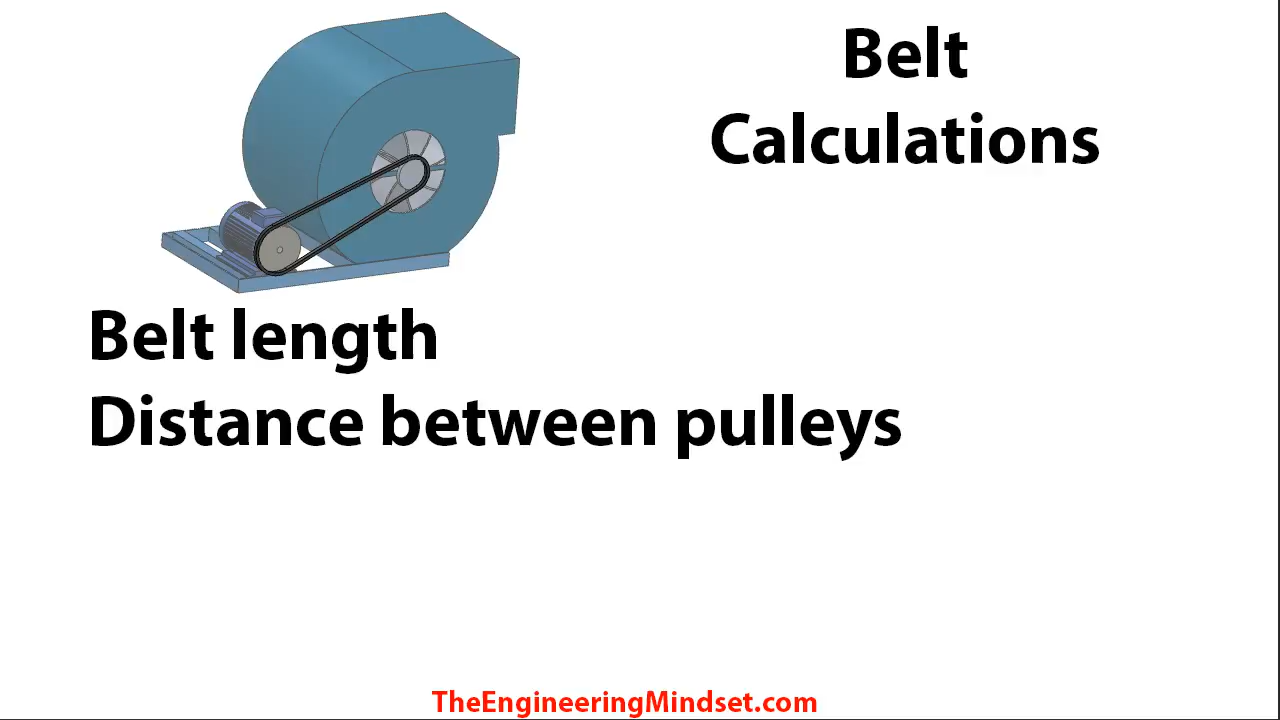 Belt
Calculations
Belt length
Distance between pulleys
TheEngineeringMindset.com